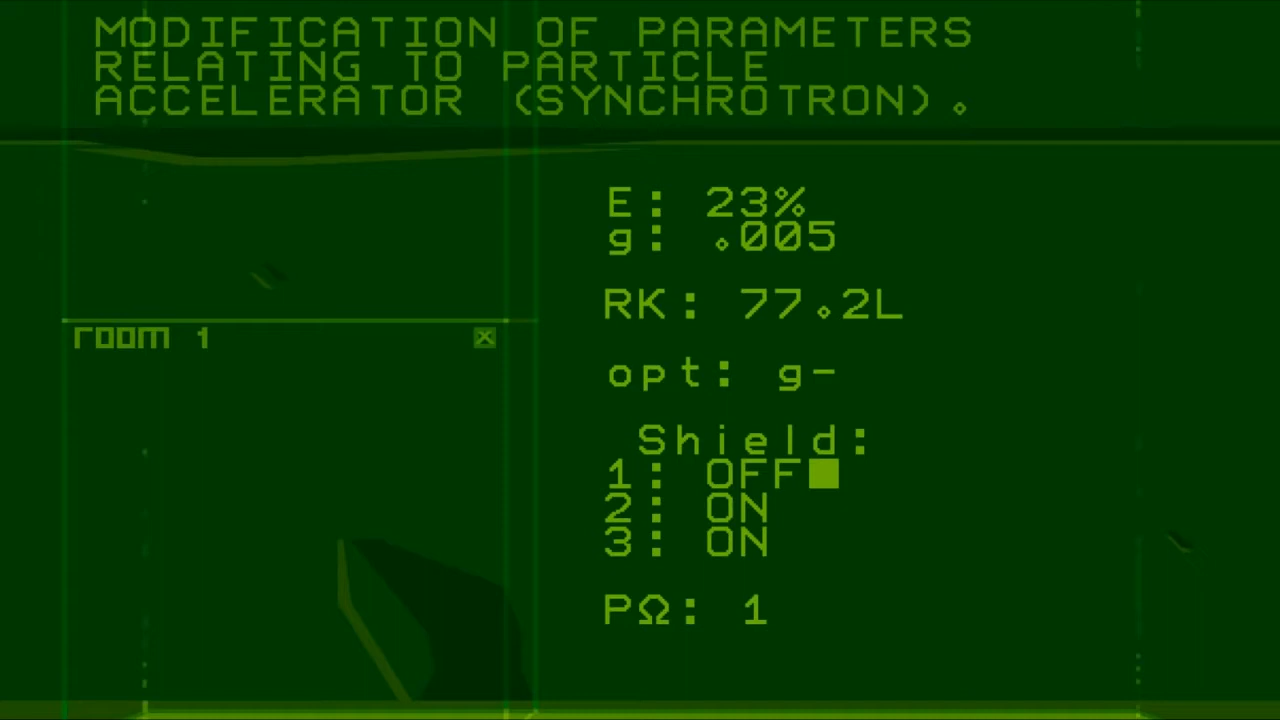 MODIFICATION OF PARAMETERS
RELATING TO PARTICLE
ACCELERATOR (SYNCHROTRON).
E: 23%
g: .005
RK: 77.2L
room 1
opt: g-
Shield:
1: OFF
2: ON
3: ON
PΩ: 1